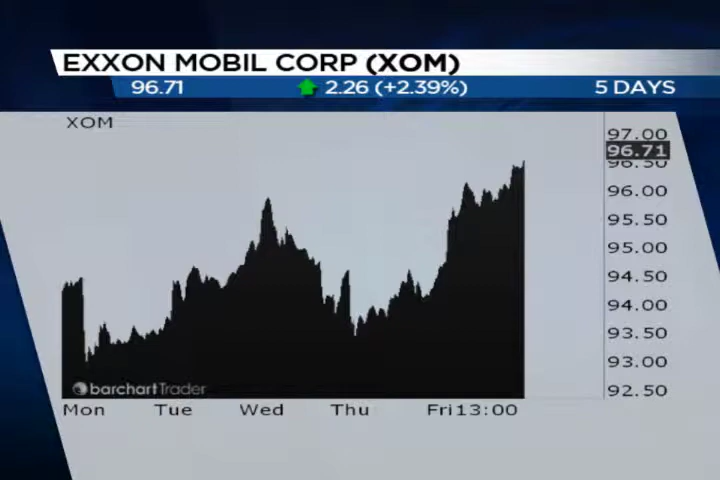 EXXON MOBIL CORP (XOM)
96.71 2.26 (+2.39%) 5 DAYS
XOM
97.00
96.71
96.50
96.00
95.50
95.00
94.50
94.00
93.50
93.00
92.50
barchartTrader
Mon Tue Wed Thu Fri 13:00